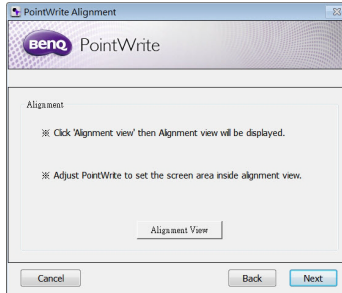 PointWrite Alignment
BenQ PointWrite
Alignment
※ Click 'Alignment view' then Alignment view will be displayed.
※ Adjust PointWrite to set the screen area inside alignment view.
Alignment View
Cancel Back Next